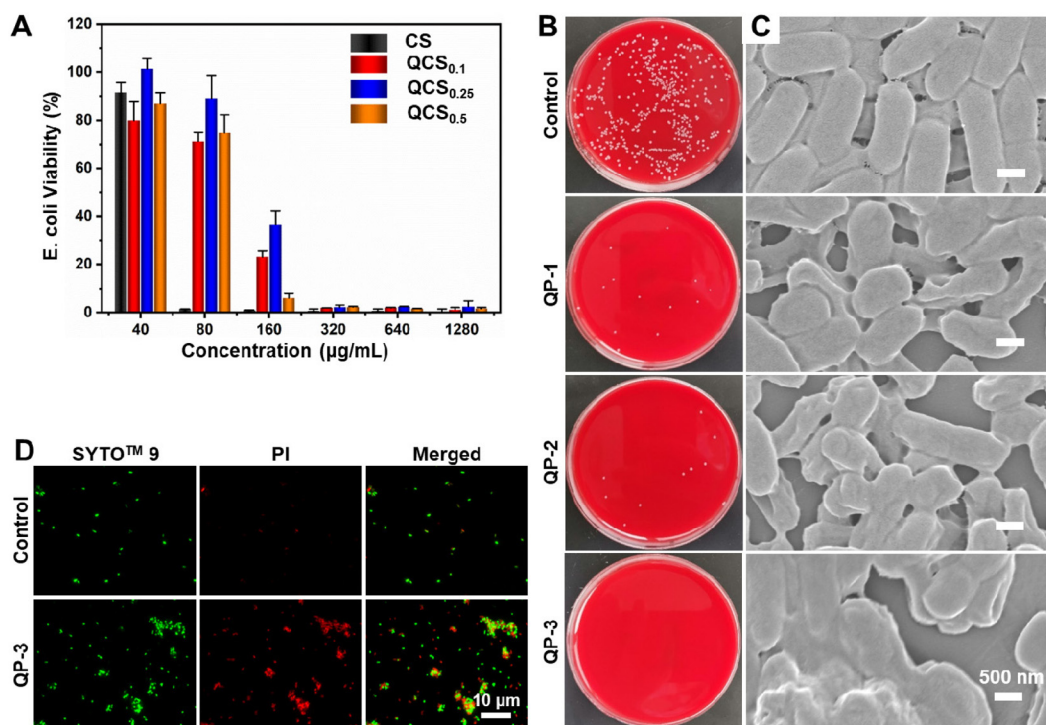 A
CS
QCS0.1
QCS0.25
QCS0.5
E. coli Viability (%)
120
100
80
60
40
20
0
40 80 160 320 640 1280
Concentration (µg/mL)
B
C
Control
QP-1
QP-2
QP-3
500 nm
D
SYTO™ 9 PI Merged
Control
QP-3
10 µm